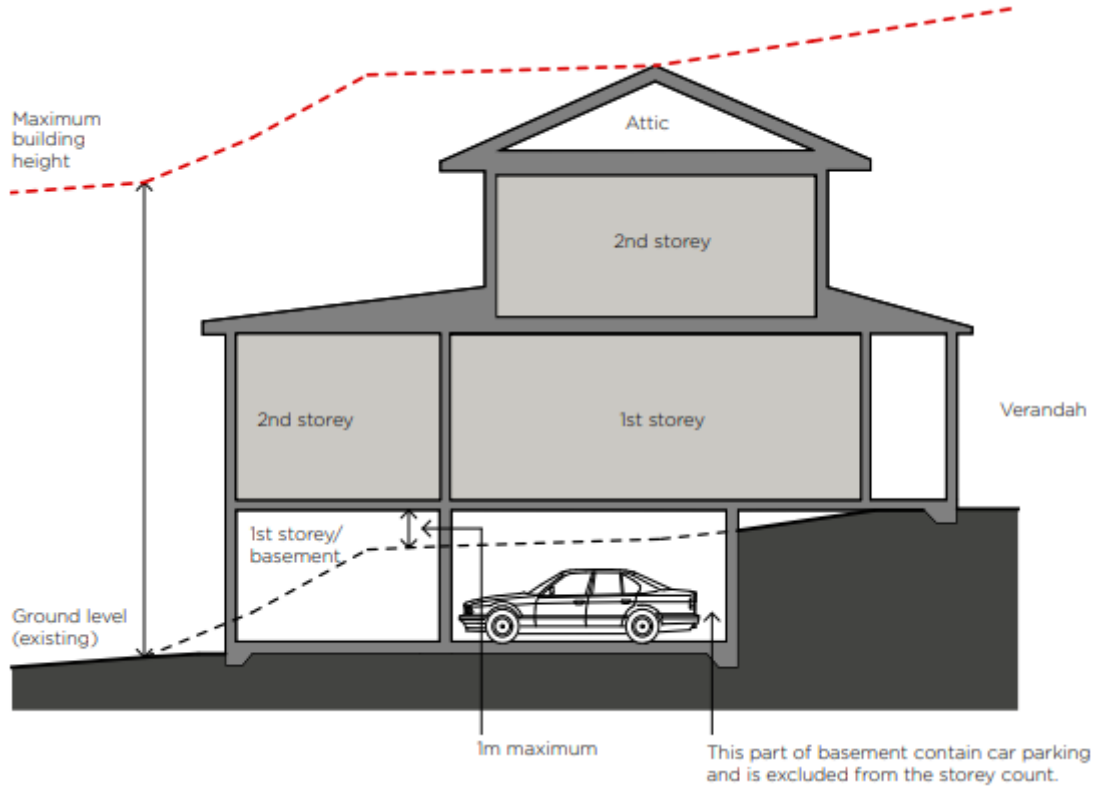 Maximum
building
height
Attic
2nd storey
2nd storey
1st storey
Verandah
1st storey/
basement
Ground level
(existing)
1m maximum
This part of basement contain car parking
and is excluded from the storey count.